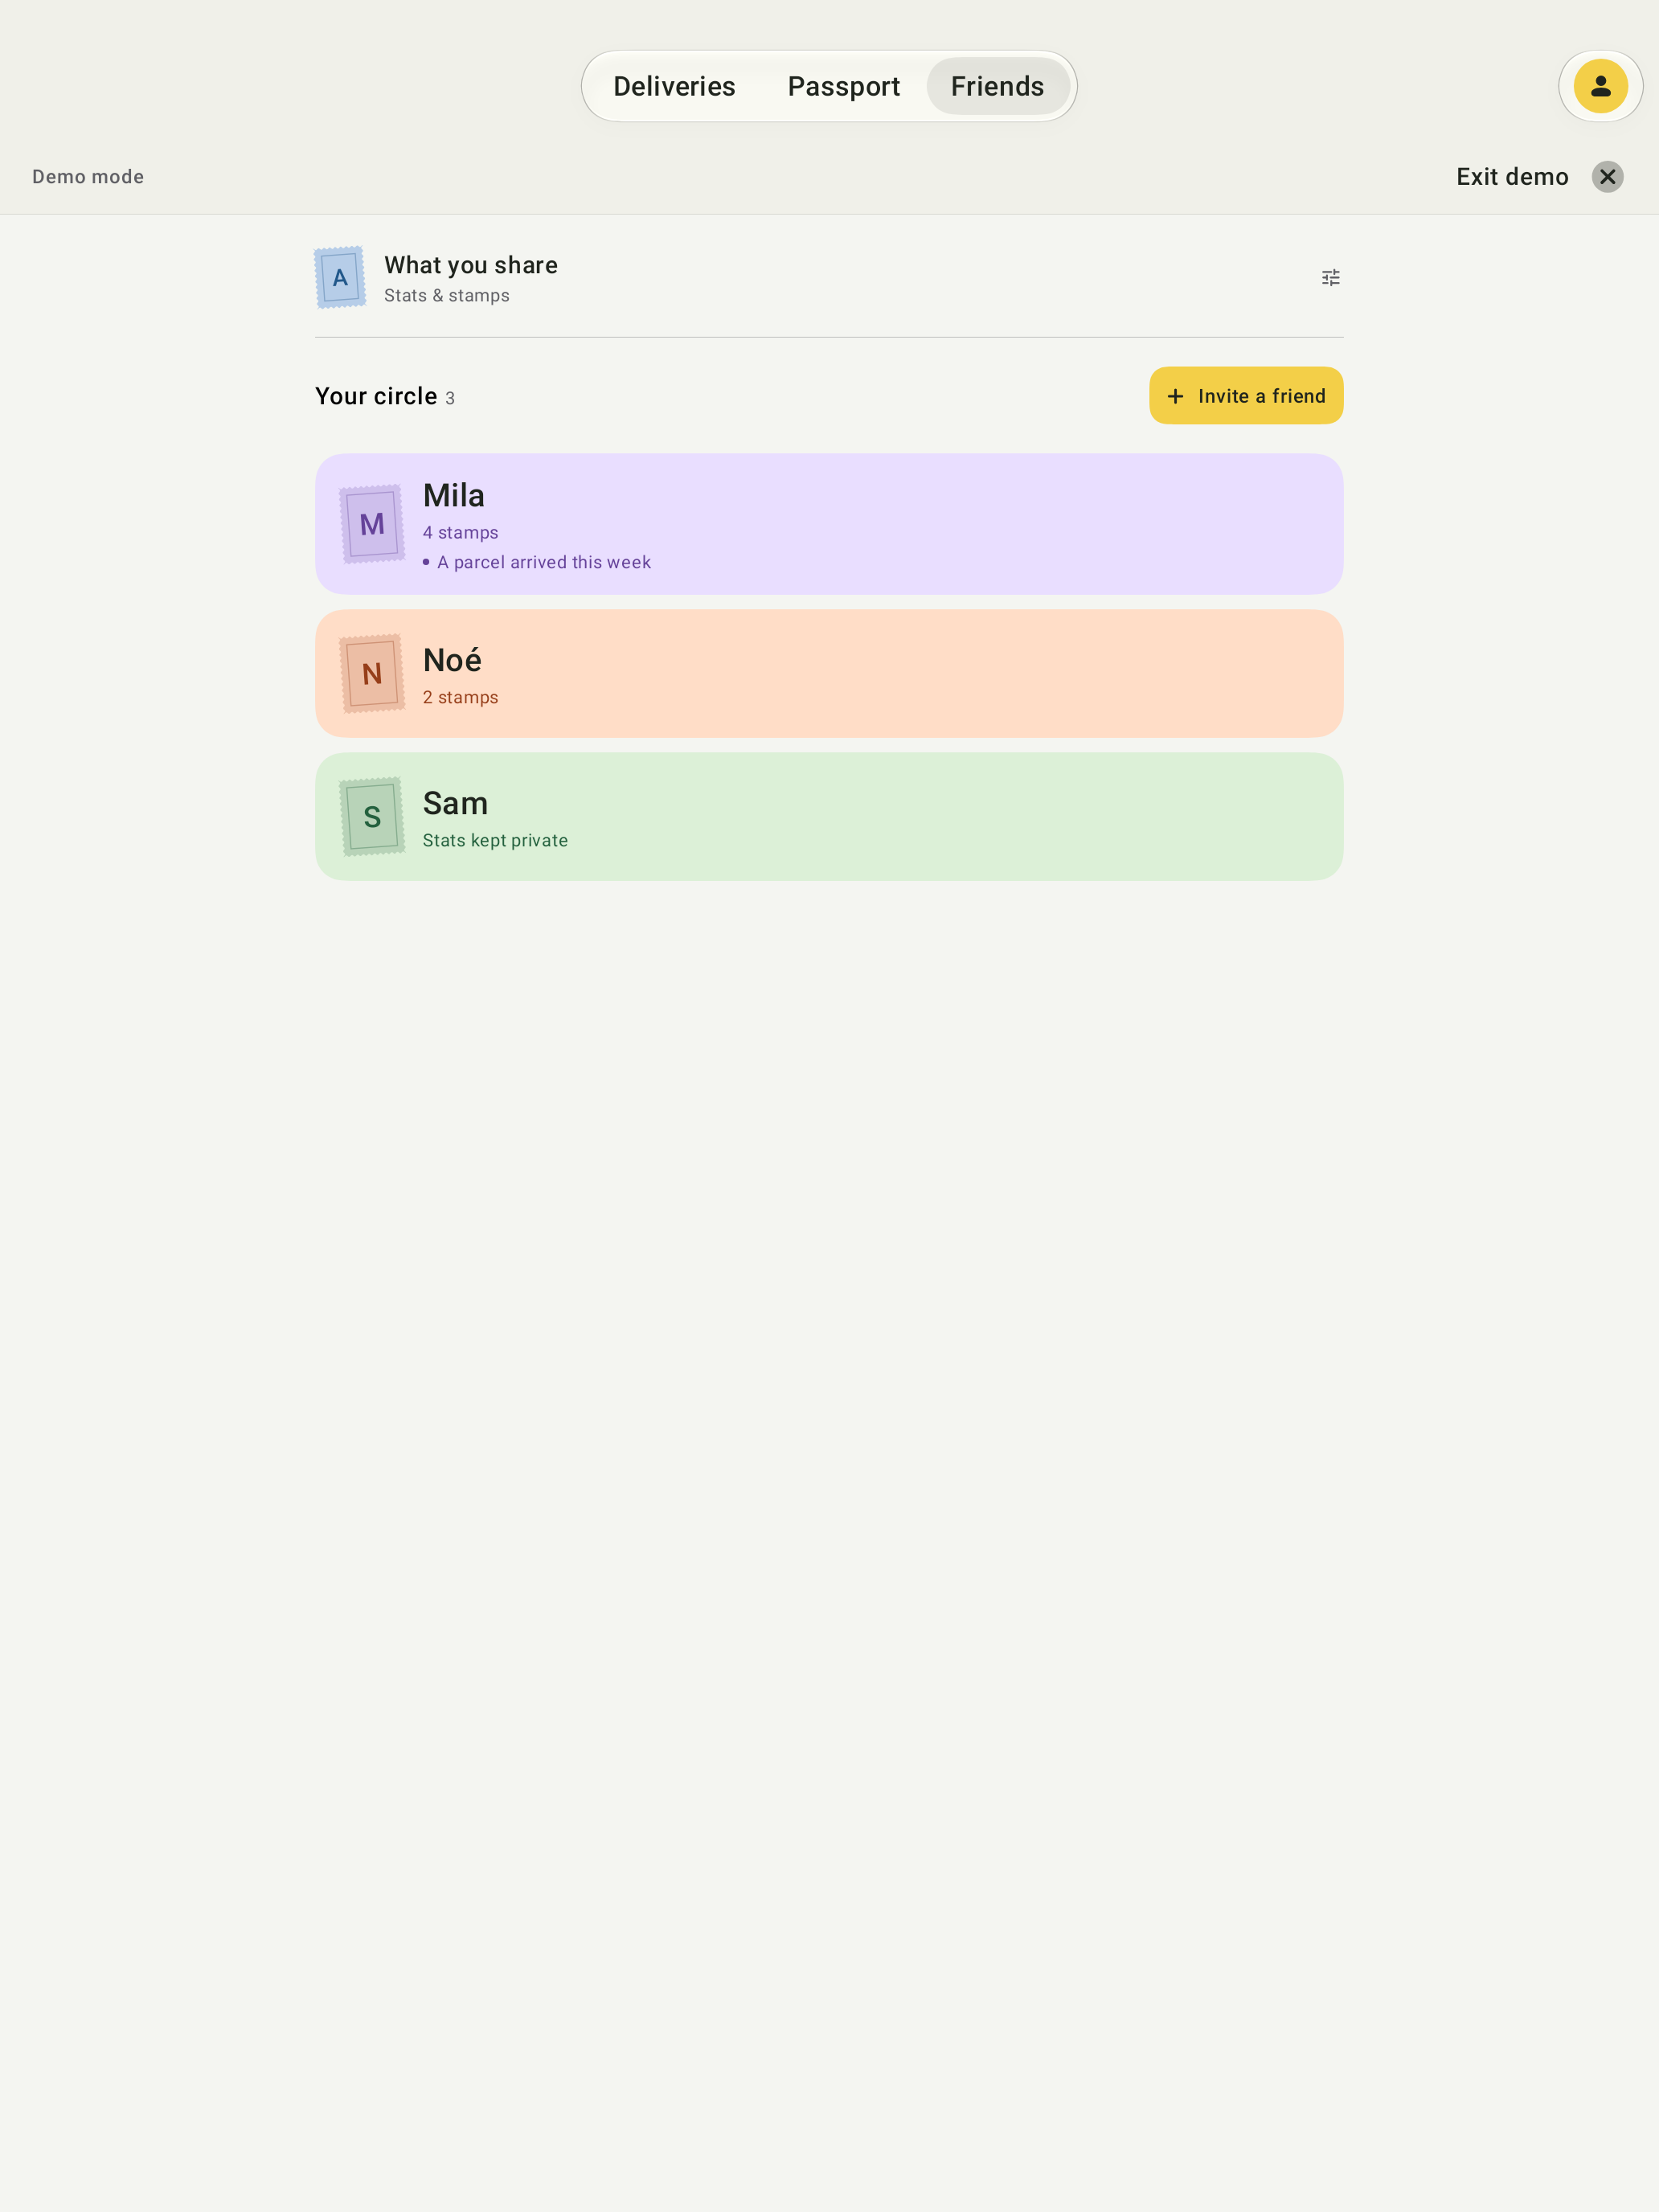 Deliveries Passport Friends
Demo mode
Exit demo
A
What you share
Stats & stamps
Your circle 3
+ Invite a friend
M
Mila
4 stamps
• A parcel arrived this week
N
Noé
2 stamps
S
Sam
Stats kept private